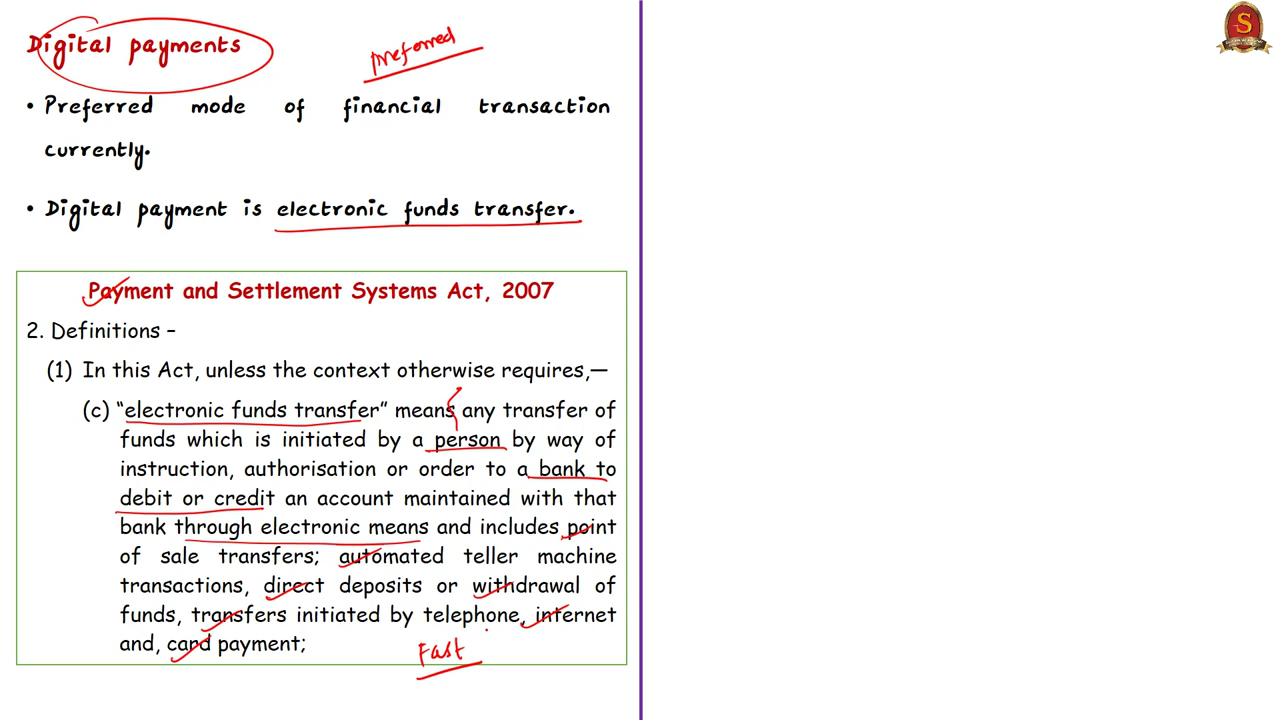 Digital payments
preferred
• Preferred mode of financial transaction
currently.
• Digital payment is electronic funds transfer.
Payment and Settlement Systems Act, 2007
2. Definitions –
(1) In this Act, unless the context otherwise requires,—
(c) “electronic funds transfer” means any transfer of
funds which is initiated by a person by way of
instruction, authorisation or order to a bank to
debit or credit an account maintained with that
bank through electronic means and includes point
of sale transfers; automated teller machine
transactions, direct deposits or withdrawal of
funds, transfers initiated by telephone, internet
and, card payment;
Fast
S